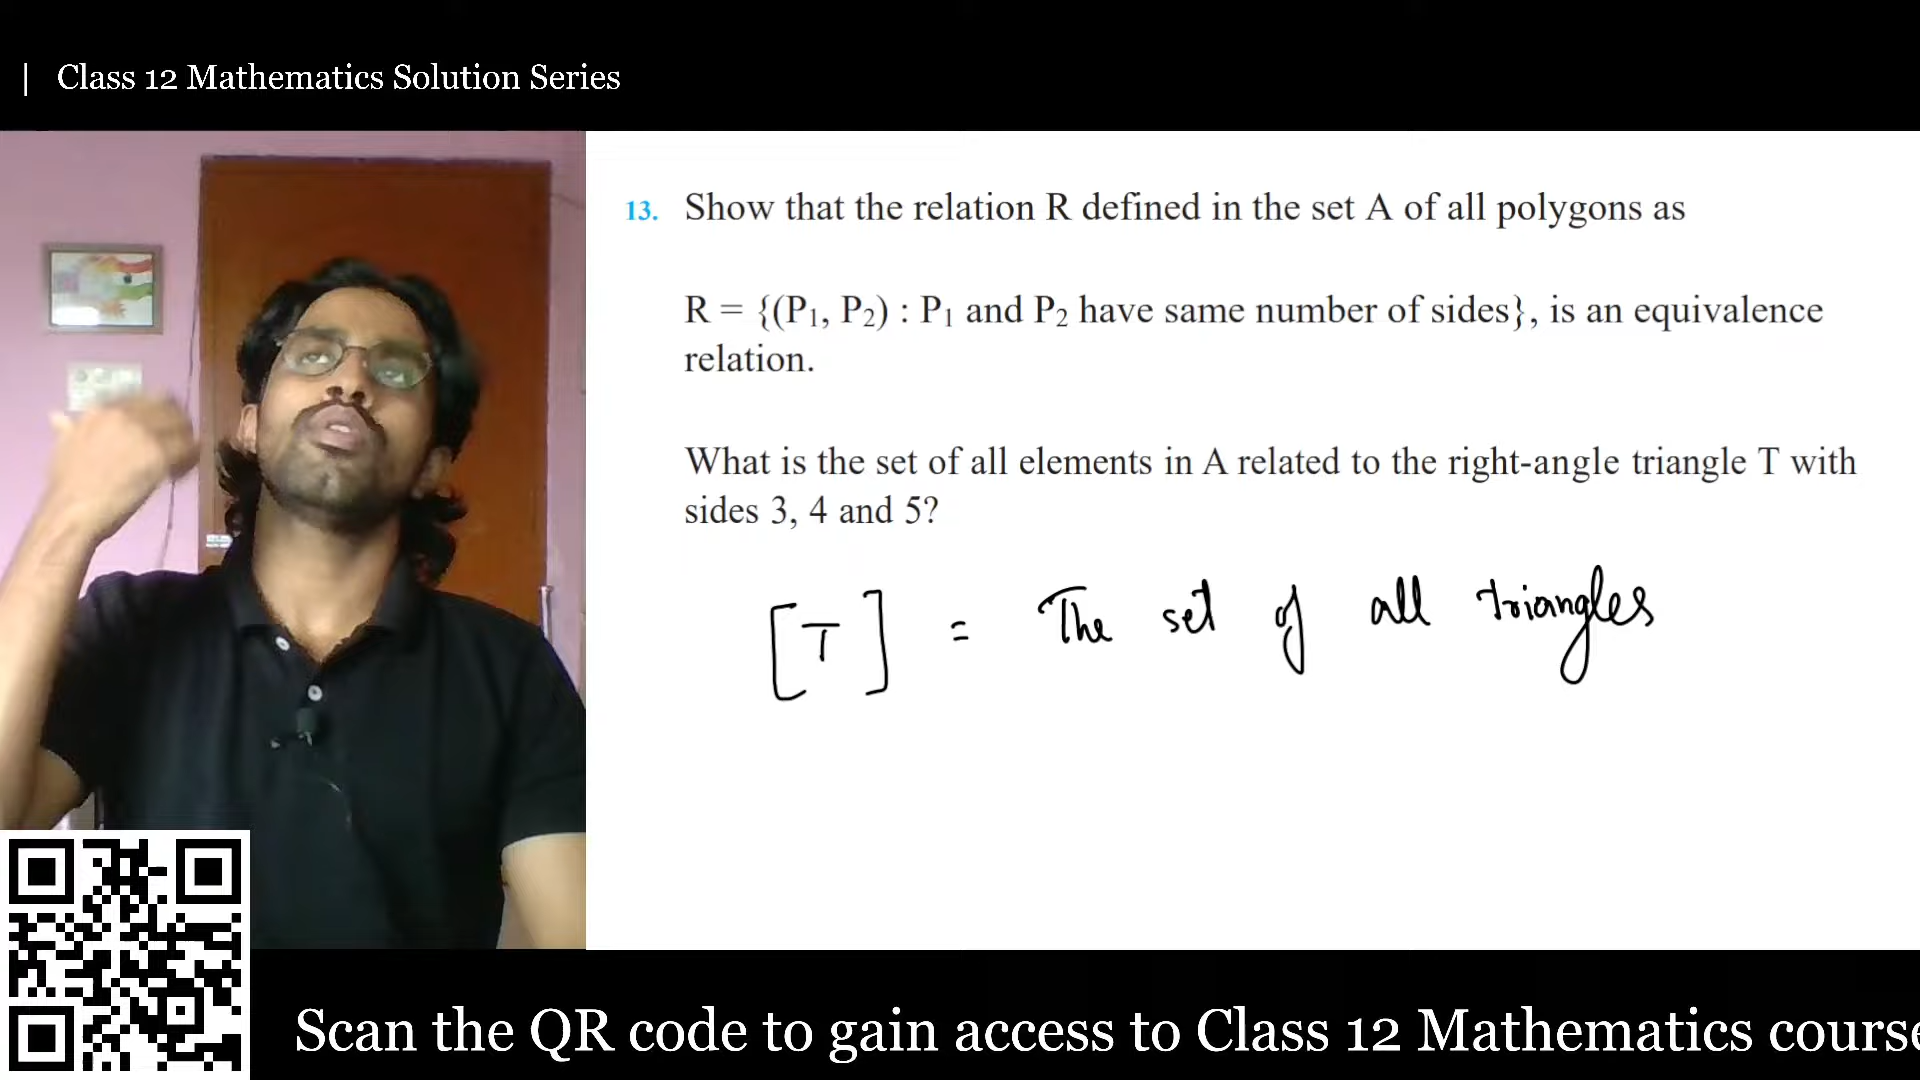 | Class 12 Mathematics Solution Series
13. Show that the relation R defined in the set A of all polygons as
R = {(P₁, P₂) : P₁ and P₂ have same number of sides}, is an equivalence
relation.
What is the set of all elements in A related to the right-angle triangle T with
sides 3, 4 and 5?
[T] = The set of all triangles
Scan the QR code to gain access to Class 12 Mathematics course